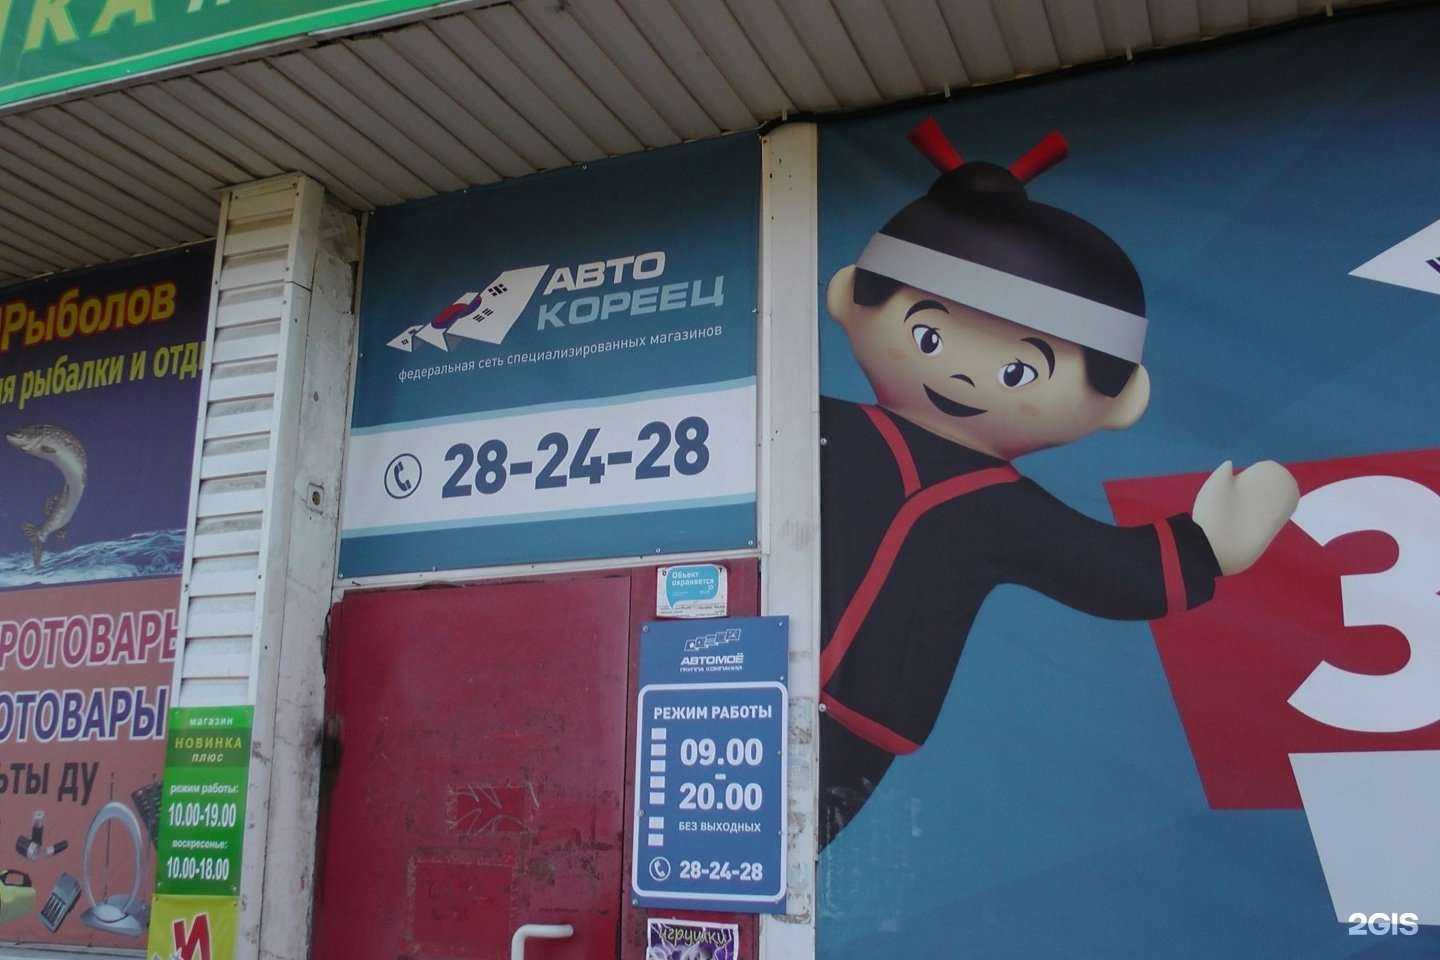 КА
Рыболов
я рыбалки и отд
РОТОВАРЫ
ОТОВАРЫ
ьты ду
магазин
НОВИНКА
плюс
режим работы:
10.00-19.00
воскресенье:
10.00-18.00
И
АВТО
КОРЕЕЦ
федеральная сеть специализированных магазинов
28-24-28
Объект
охраняется
АВТОМОЁ
ГРУППА КОМПАНИЙ
РЕЖИМ РАБОТЫ
09.00
-
20.00
БЕЗ ВЫХОДНЫХ
28-24-28
игрушки
З
2GIS